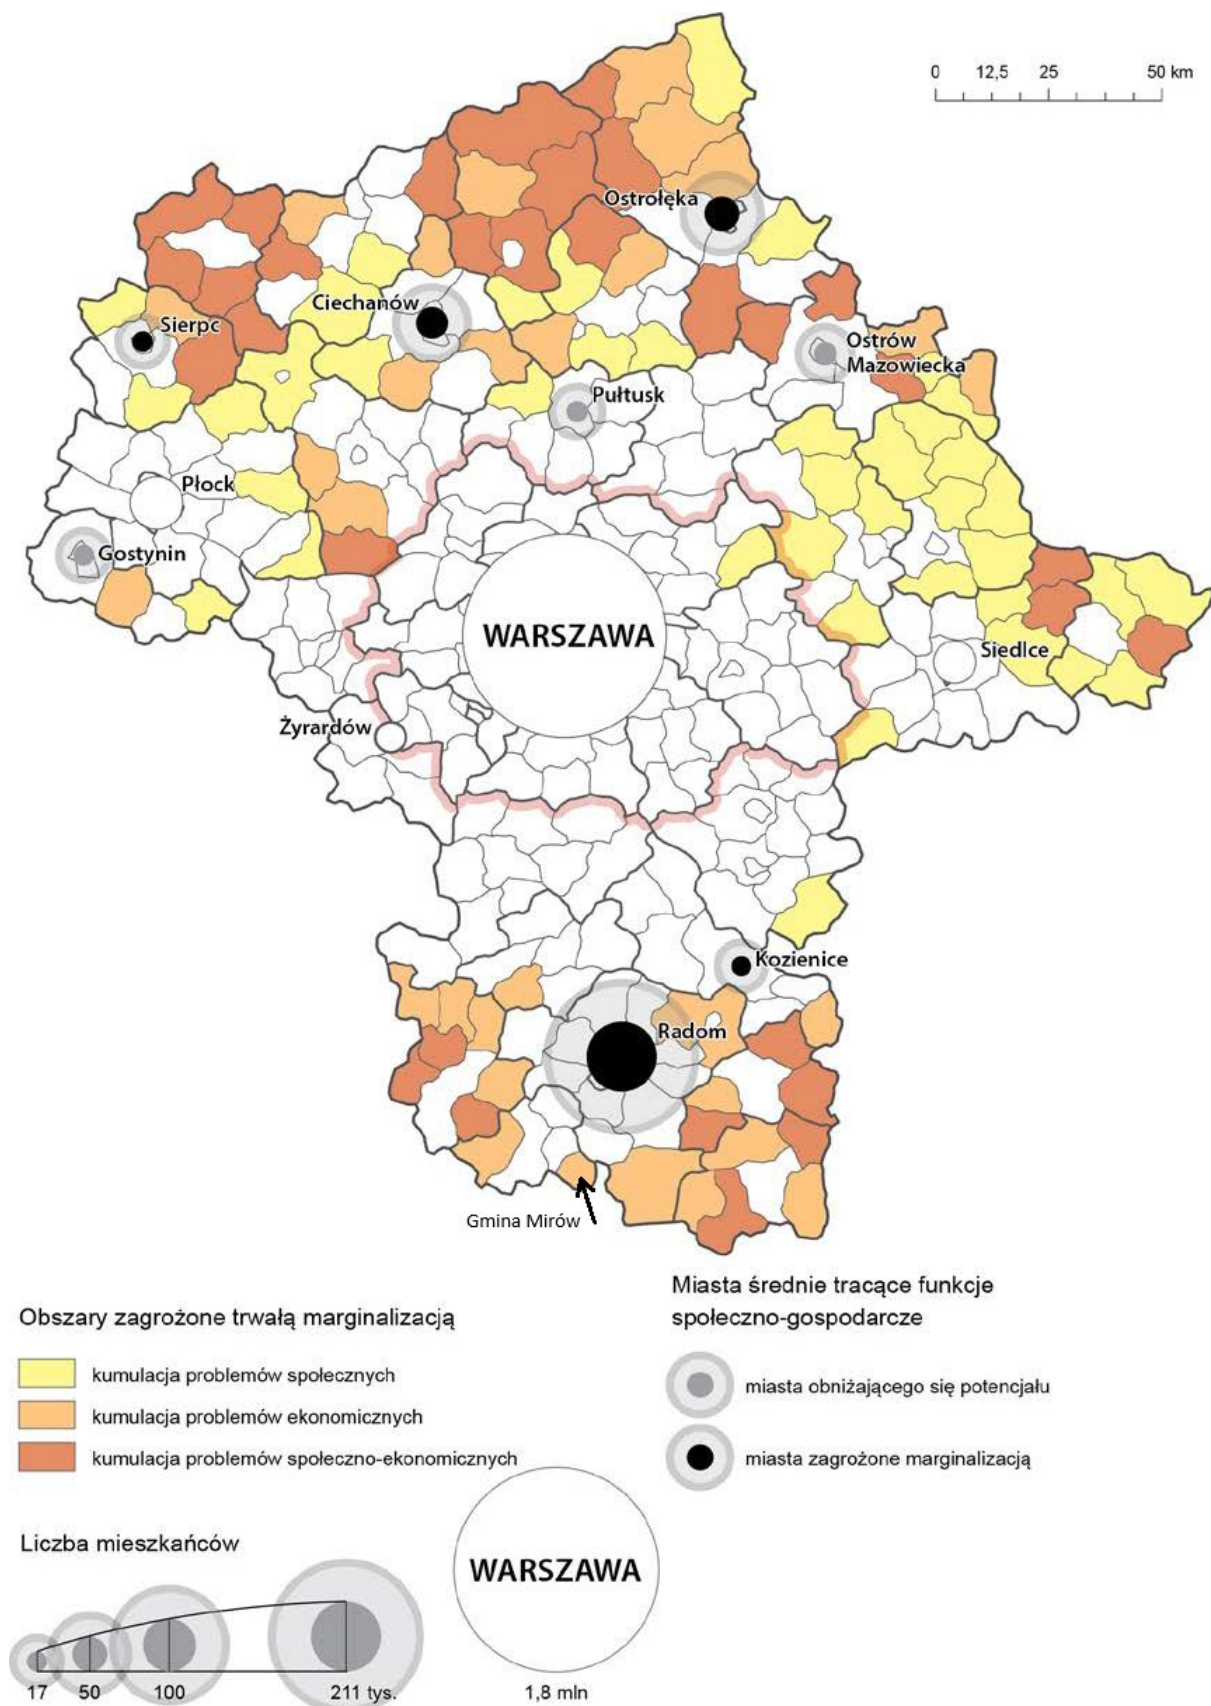 0 12,5 25 50 km
Ostrołęka
Ciechanów
Sierpc
Ostrów
Mazowiecka
Pułtusk
Płock
Gostynin
WARSZAWA
Siedlce
Żyrardów
Kozienice
Radom
Gmina Mirów
Obszary zagrożone trwałą marginalizacją
kumulacja problemów społecznych
kumulacja problemów ekonomicznych
kumulacja problemów społeczno-ekonomicznych
Miasta średnie tracące funkcje
społeczno-gospodarcze
miasta obniżającego się potencjału
miasta zagrożone marginalizacją
Liczba mieszkańców
17 50 100 211 tys.
WARSZAWA
1,8 mln